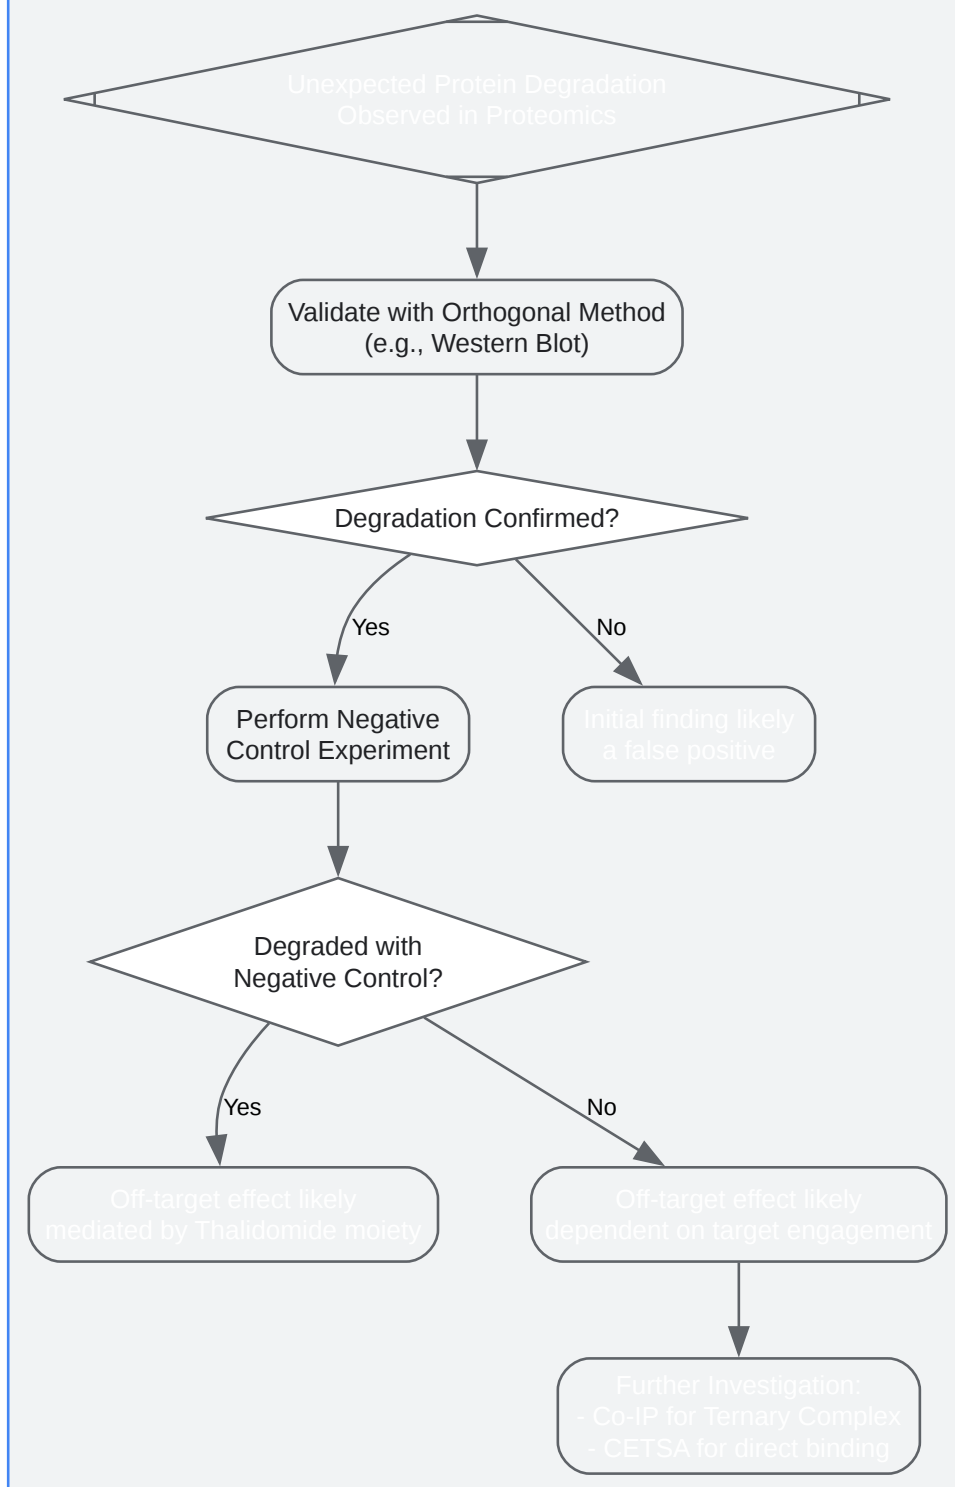 Unexpected Protein Degradation
Observed in Proteomics
Validate with Orthogonal Method
(e.g., Western Blot)
Degradation Confirmed?
Yes
No
Perform Negative
Control Experiment
Initial finding likely
a false positive
Degraded with
Negative Control?
Yes
No
Off-target effect likely
mediated by Thalidomide moiety
Off-target effect likely
dependent on target engagement
Further Investigation:
- Co-IP for Ternary Complex
- CETSA for direct binding